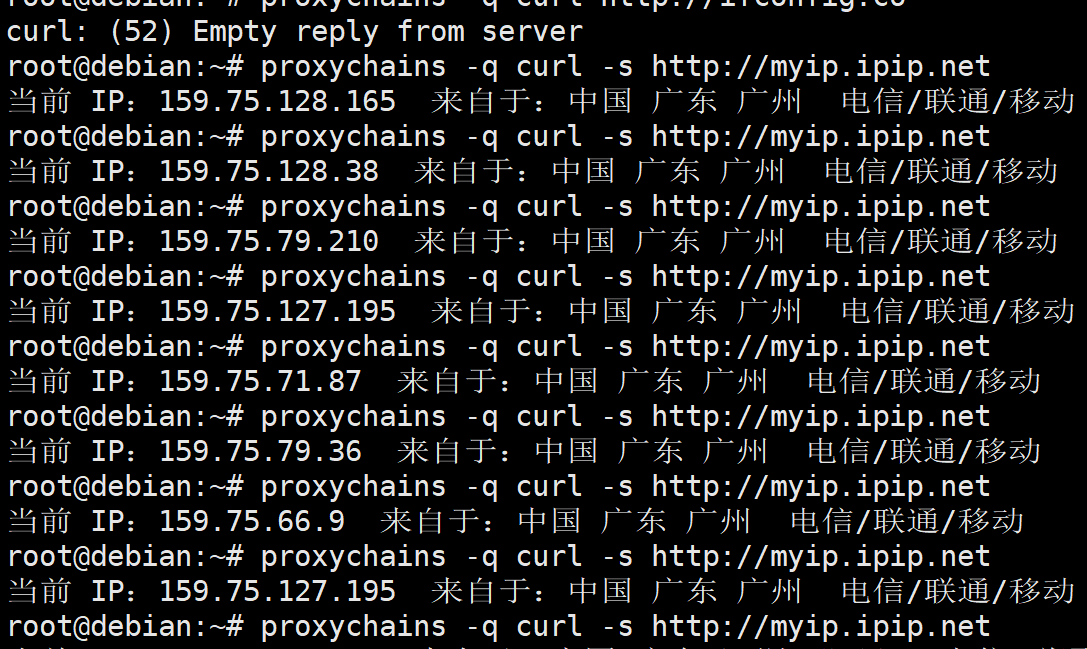 root@debian:~# proxychains -q curl http://ifconfig.co
curl: (52) Empty reply from server
root@debian:~# proxychains -q curl -s http://myip.ipip.net
当前 IP：159.75.128.165  来自于：中国 广东 广州  电信/联通/移动
root@debian:~# proxychains -q curl -s http://myip.ipip.net
当前 IP：159.75.128.38  来自于：中国 广东 广州  电信/联通/移动
root@debian:~# proxychains -q curl -s http://myip.ipip.net
当前 IP：159.75.79.210  来自于：中国 广东 广州  电信/联通/移动
root@debian:~# proxychains -q curl -s http://myip.ipip.net
当前 IP：159.75.127.195  来自于：中国 广东 广州  电信/联通/移动
root@debian:~# proxychains -q curl -s http://myip.ipip.net
当前 IP：159.75.71.87  来自于：中国 广东 广州  电信/联通/移动
root@debian:~# proxychains -q curl -s http://myip.ipip.net
当前 IP：159.75.79.36  来自于：中国 广东 广州  电信/联通/移动
root@debian:~# proxychains -q curl -s http://myip.ipip.net
当前 IP：159.75.66.9  来自于：中国 广东 广州  电信/联通/移动
root@debian:~# proxychains -q curl -s http://myip.ipip.net
当前 IP：159.75.127.195  来自于：中国 广东 广州  电信/联通/移动
root@debian:~# proxychains -q curl -s http://myip.ipip.net